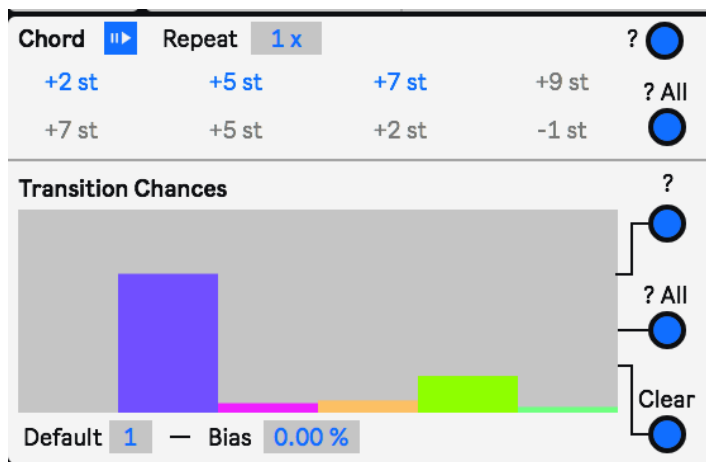 Chord Repeat 1 x ?
+2 st +5 st +7 st +9 st
? All
+7 st +5 st +2 st -1 st
Transition Chances ?
? All
Clear
Default 1 – Bias 0.00 %